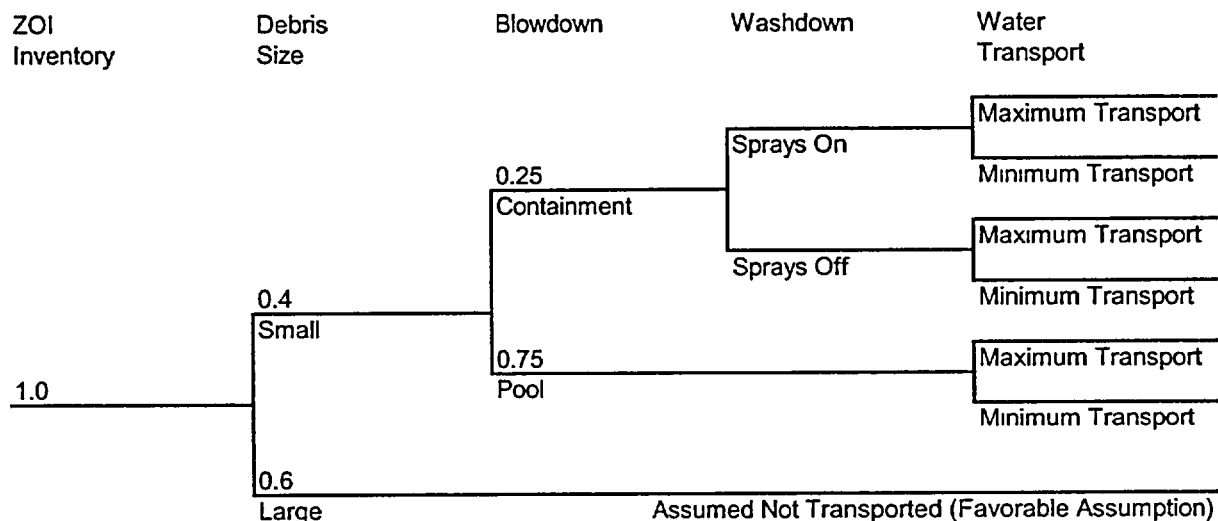 ZOI
Inventory
Debris
Size
Blowdown
Washdown
Water
Transport
Maximum Transport
Sprays On
Minimum Transport
0.25
Containment
Maximum Transport
Sprays Off
Minimum Transport
0.4
Small
Maximum Transport
0.75
Pool
1.0
Minimum Transport
0.6
Large
Assumed Not Transported (Favorable Assumption)